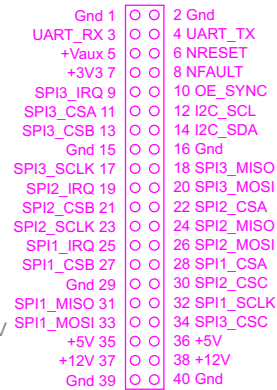 Gnd 1 2 Gnd
UART_RX 3 4 UART_TX
+Vaux 5 6 NRESET
+3V3 7 8 NFAULT
SPI3_IRQ 9 10 OE_SYNC
SPI3_CSA 11 12 I2C_SCL
SPI3_CSB 13 14 I2C_SDA
Gnd 15 16 Gnd
SPI3_SCLK 17 18 SPI3_MISO
SPI2_IRQ 19 20 SPI3_MOSI
SPI2_CSB 21 22 SPI2_CSA
SPI2_SCLK 23 24 SPI2_MISO
SPI1_IRQ 25 26 SPI2_MOSI
SPI1_CSB 27 28 SPI1_CSA
Gnd 29 30 SPI2_CSC
SPI1_MISO 31 32 SPI1_SCLK
V SPI1_MOSI 33 34 SPI3_CSC
+5V 35 36 +5V
+12V 37 38 +12V
Gnd 39 40 Gnd